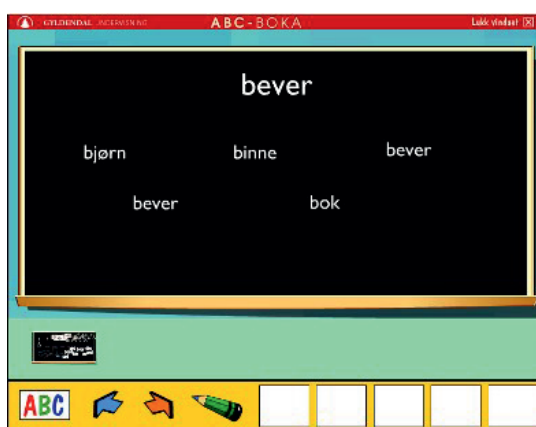 GYLDENDAL UNDERVISNING ABC-BOKA Lukk vinduet
bever
bjørn binne bever
bever bok
ABC